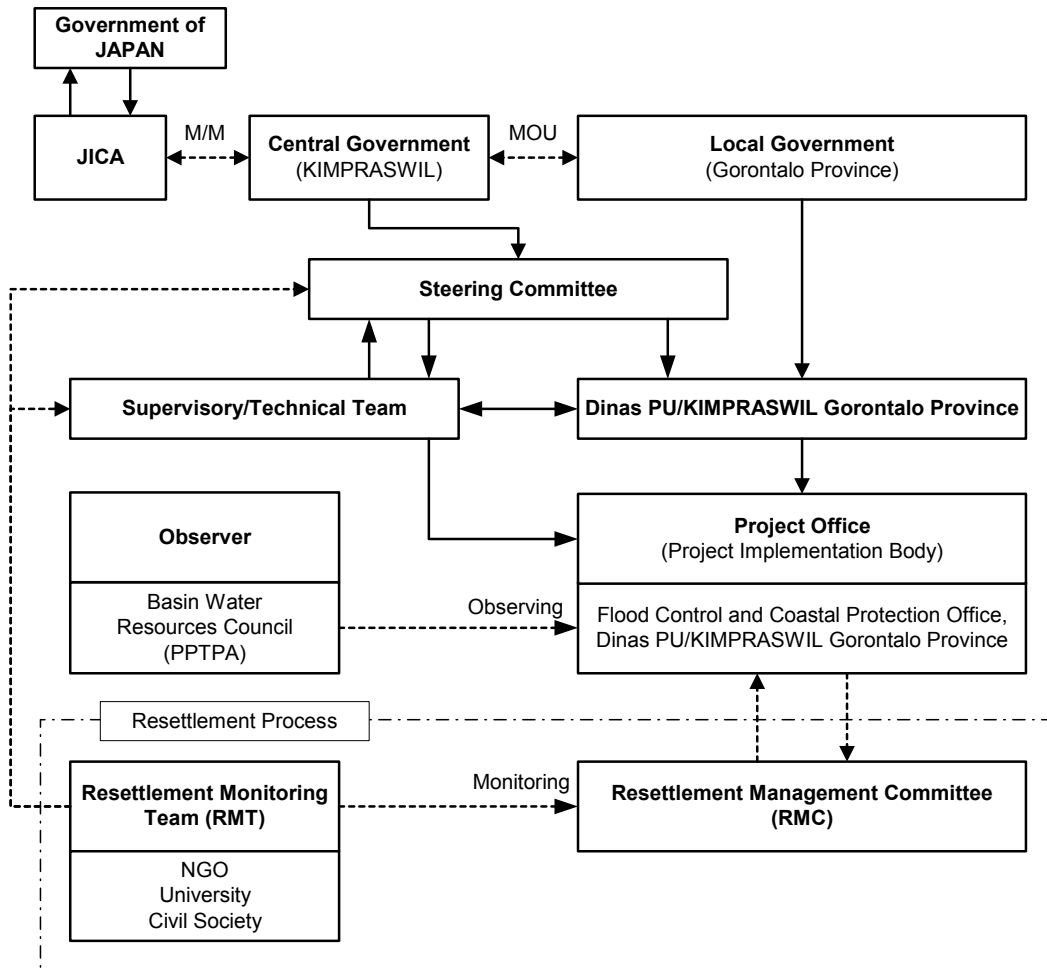 Government of
JAPAN
JICA
M/M
Central Government
(KIMPRASWIL)
MOU
Local Government
(Gorontalo Province)
Steering Committee
Supervisory/Technical Team
Dinas PU/KIMPRASWIL Gorontalo Province
Observer
Basin Water
Resources Council
(PPTPA)
Observing
Project Office
(Project Implementation Body)
Flood Control and Coastal Protection Office,
Dinas PU/KIMPRASWIL Gorontalo Province
Resettlement Process
Resettlement Monitoring
Team (RMT)
NGO
University
Civil Society
Monitoring
Resettlement Management Committee
(RMC)